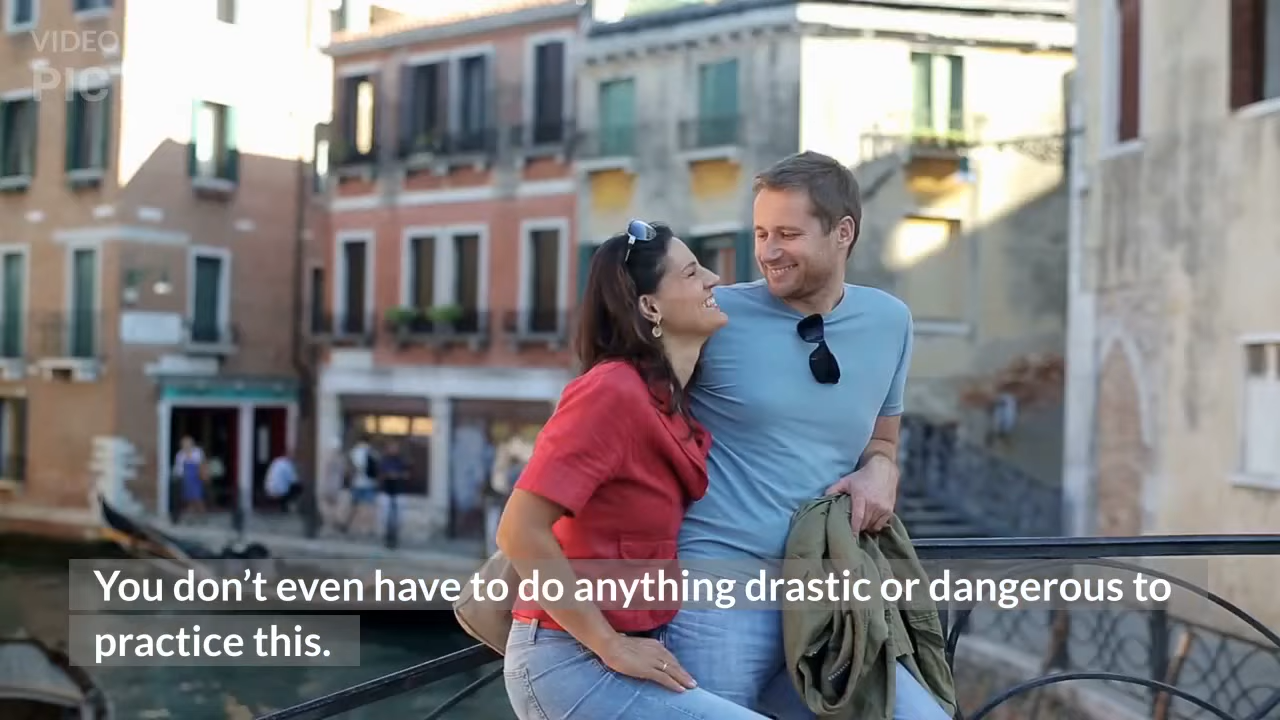 VIDEO
PIC
You don’t even have to do anything drastic or dangerous to
practice this.